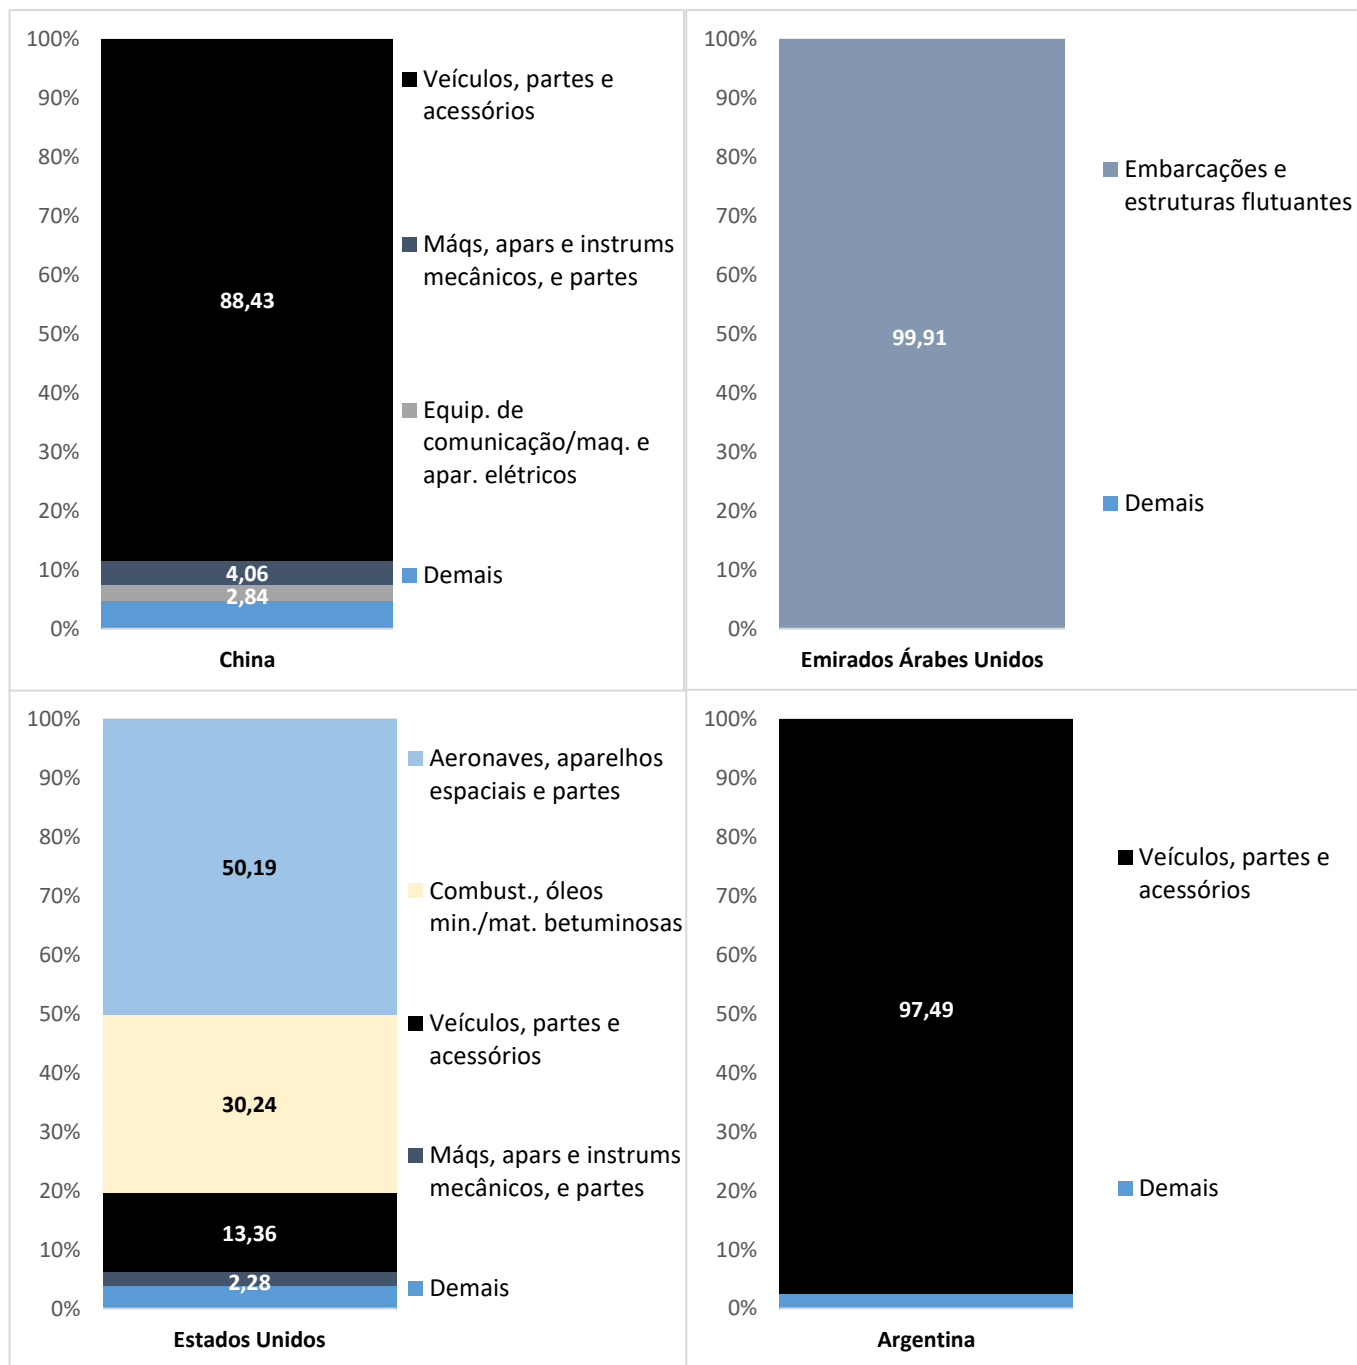 100%
90%
80%
70%
60%
50%
40%
30%
20%
10%
0%
88,43
4,06
2,84
China
Veículos, partes e
acessórios
Máqs, apars e instrums
mecânicos, e partes
Equip. de
comunicação/maq. e
apar. elétricos
Demais
100%
90%
80%
70%
60%
50%
40%
30%
20%
10%
0%
99,91
Emirados Árabes Unidos
Embarcações e
estruturas flutuantes
Demais
100%
90%
80%
70%
60%
50%
40%
30%
20%
10%
0%
50,19
30,24
13,36
2,28
Estados Unidos
Aeronaves, aparelhos
espaciais e partes
Combust., óleos
min./mat. betuminosas
Veículos, partes e
acessórios
Máqs, apars e instrums
mecânicos, e partes
Demais
100%
90%
80%
70%
60%
50%
40%
30%
20%
10%
0%
97,49
Argentina
Veículos, partes e
acessórios
Demais